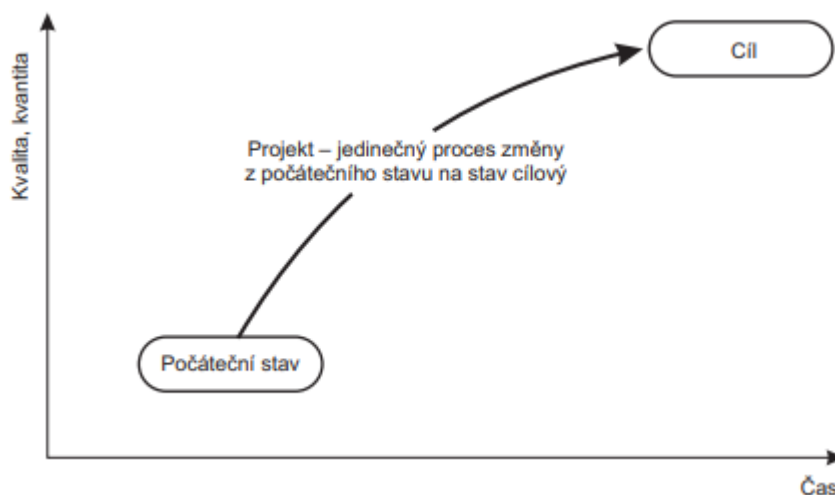 Kvalita, kvantita
Cíl
Projekt – jedinečný proces změny
z počátečního stavu na stav cílový
Počáteční stav
Čas